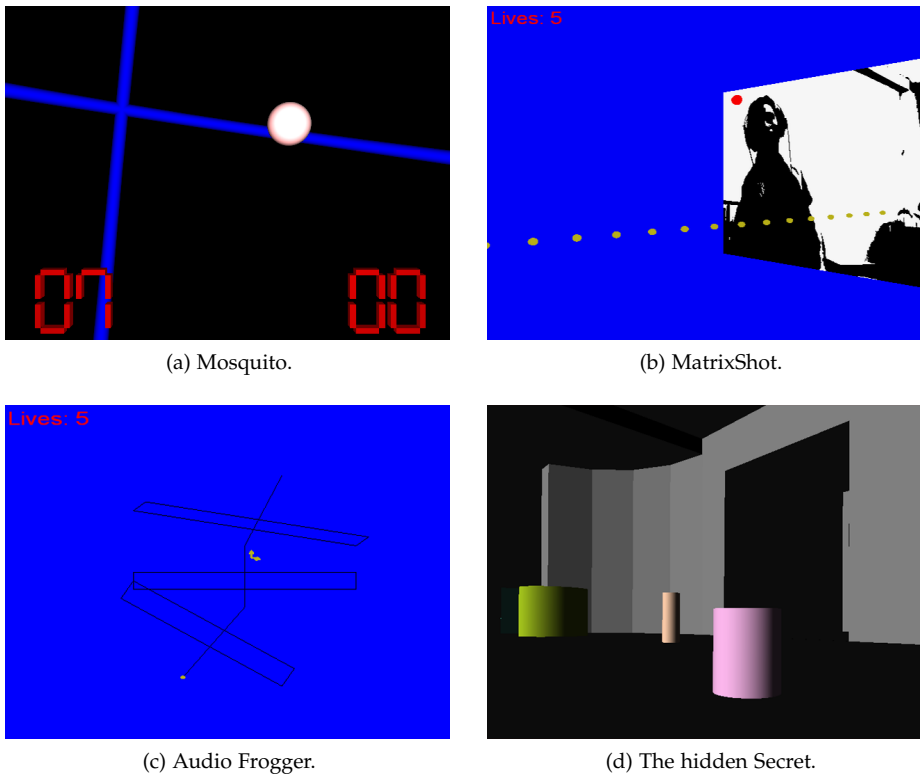 07 00
(a) Mosquito.
Lives: 5
(b) MatrixShot.
Lives: 5
(c) Audio Frogger.
(d) The hidden Secret.